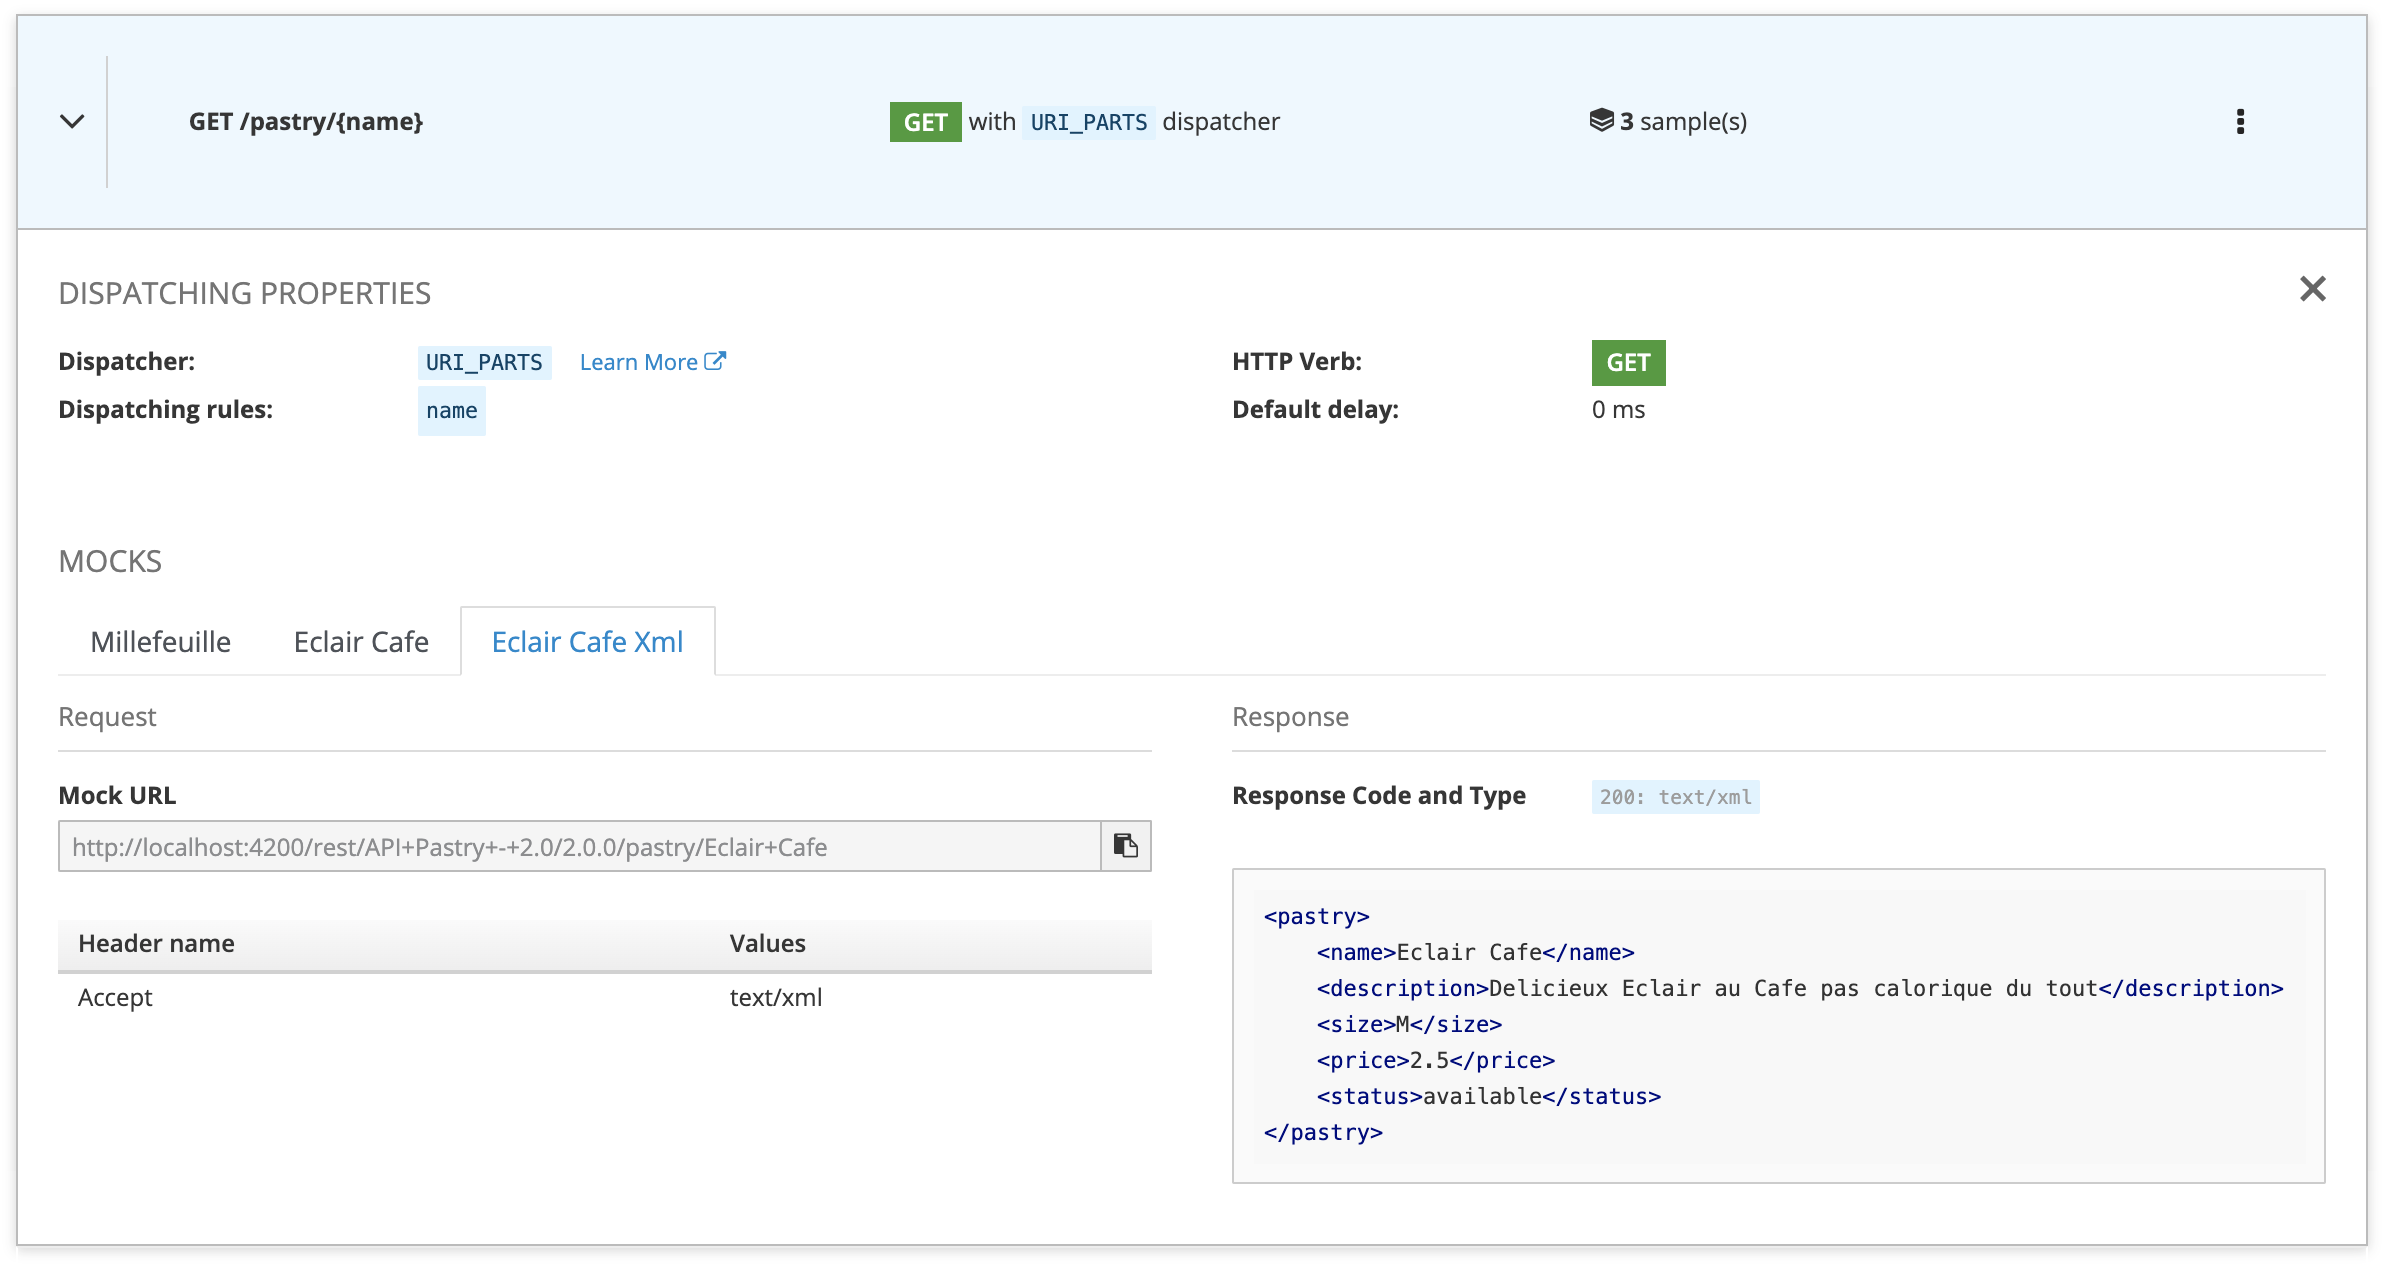 GET /pastry/{name} GET with URI_PARTS dispatcher 3 sample(s)
DISPATCHING PROPERTIES
Dispatcher: URI_PARTS Learn More HTTP Verb: GET
Dispatching rules: name Default delay: 0 ms
MOCKS
Millefeuille Eclair Cafe Eclair Cafe Xml
Request
Mock URL
http://localhost:4200/rest/API+Pastry+-+2.0/2.0.0/pastry/Eclair+Cafe
Header name Values
Accept text/xml
Response
Response Code and Type 200: text/xml
<pastry>
    <name>Eclair Cafe</name>
    <description>Delicieux Eclair au Cafe pas calorique du tout</description>
    <size>M</size>
    <price>2.5</price>
    <status>available</status>
</pastry>